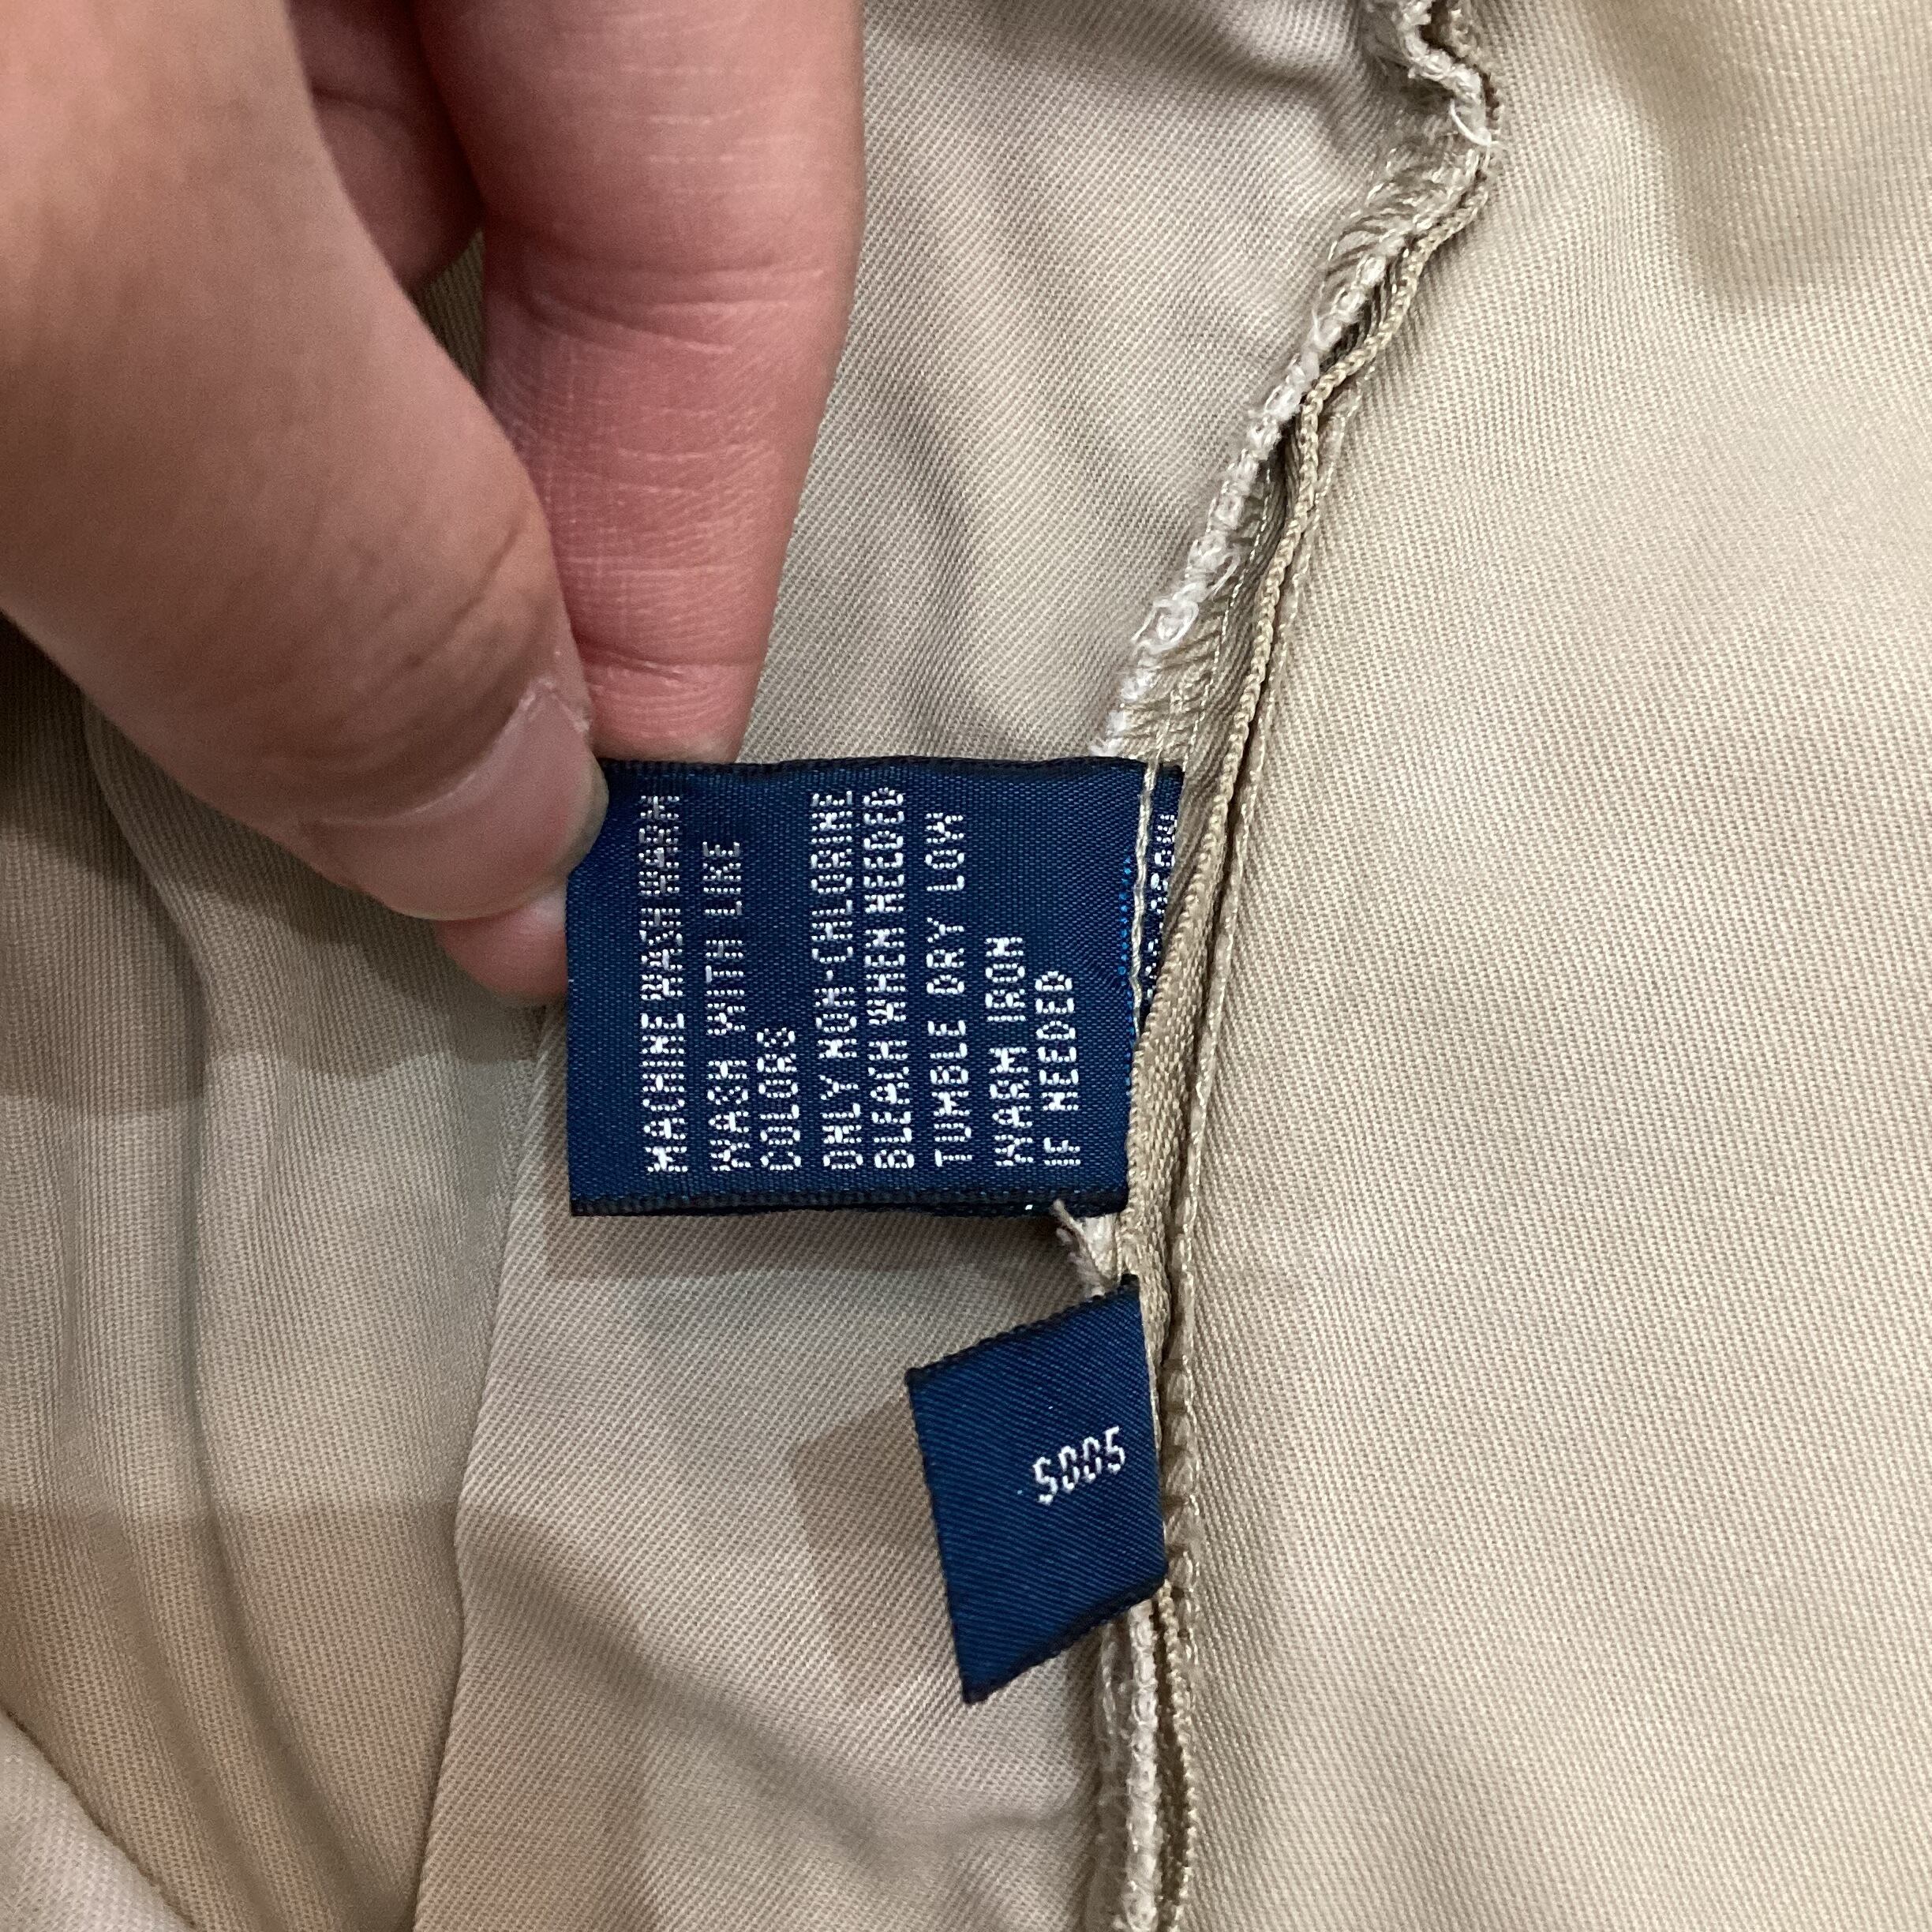 MACHINE WASH WARM
WASH WITH LIKE
COLORS
ONLY NON-CHLORINE
BLEACH WHEN NEEDED
TUMBLE DRY LOW
WARM IRON
IF NEEDED
S005